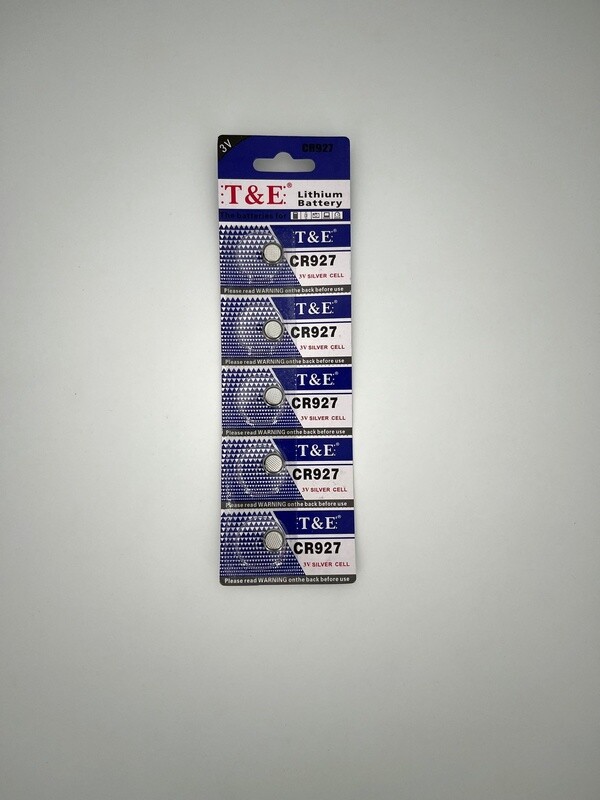 3V
CR927
T&E®
Lithium
Battery
The batteries for
T&E®
CR927
3V SILVER CELL
Please read WARNING onthe back before use
T&E®
CR927
3V SILVER CELL
Please read WARNING onthe back before use
T&E®
CR927
3V SILVER CELL
Please read WARNING onthe back before use
T&E®
CR927
3V SILVER CELL
Please read WARNING onthe back before use
T&E®
CR927
3V SILVER CELL
Please read WARNING onthe back before use